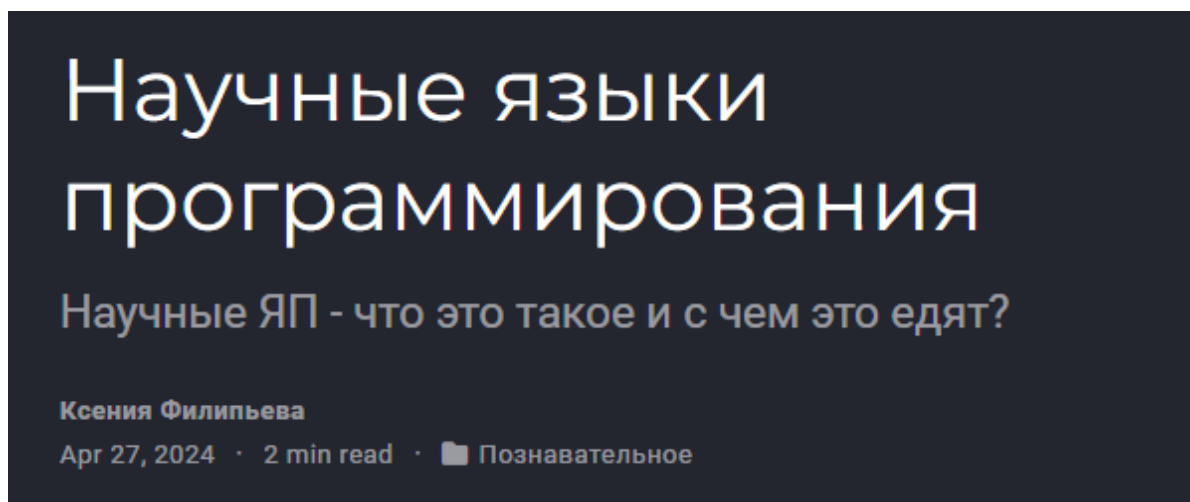 Научные языки
программирования
Научные ЯП - что это такое и с чем это едят?
Ксения Филипьева
Apr 27, 2024 · 2 min read · Познавательное